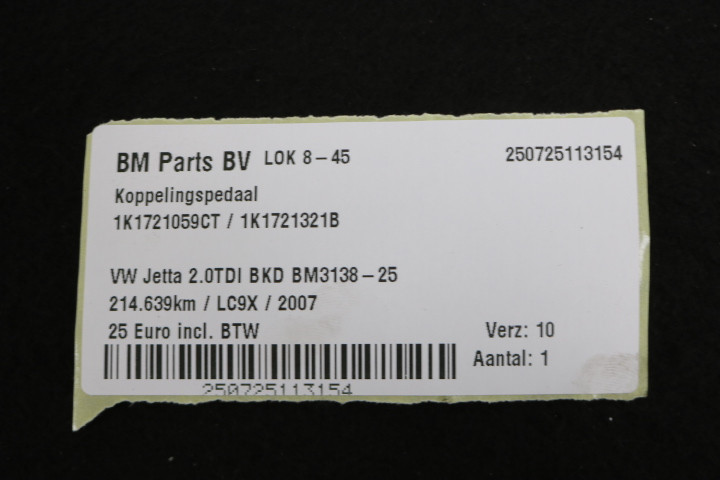 BM Parts BV LOK 8-45 250725113154
Koppelingspedaal
1K1721059CT / 1K1721321B
VW Jetta 2.0TDI BKD BM3138-25
214.639km / LC9X / 2007
25 Euro incl. BTW Verz: 10
Aantal: 1
250725113154